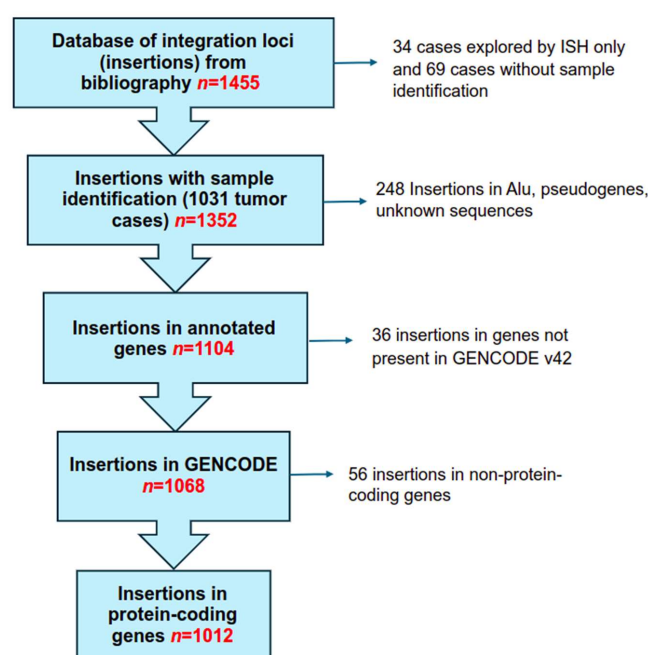 Database of integration loci
(insertions) from
bibliography n=1455
34 cases explored by ISH only
and 69 cases without sample
identification
Insertions with sample
identification (1031 tumor
cases) n=1352
248 Insertions in Alu, pseudogenes,
unknown sequences
Insertions in annotated
genes n=1104
36 insertions in genes not
present in GENCODE v42
Insertions in GENCODE
n=1068
56 insertions in non-protein-
coding genes
Insertions in
protein-coding
genes n=1012